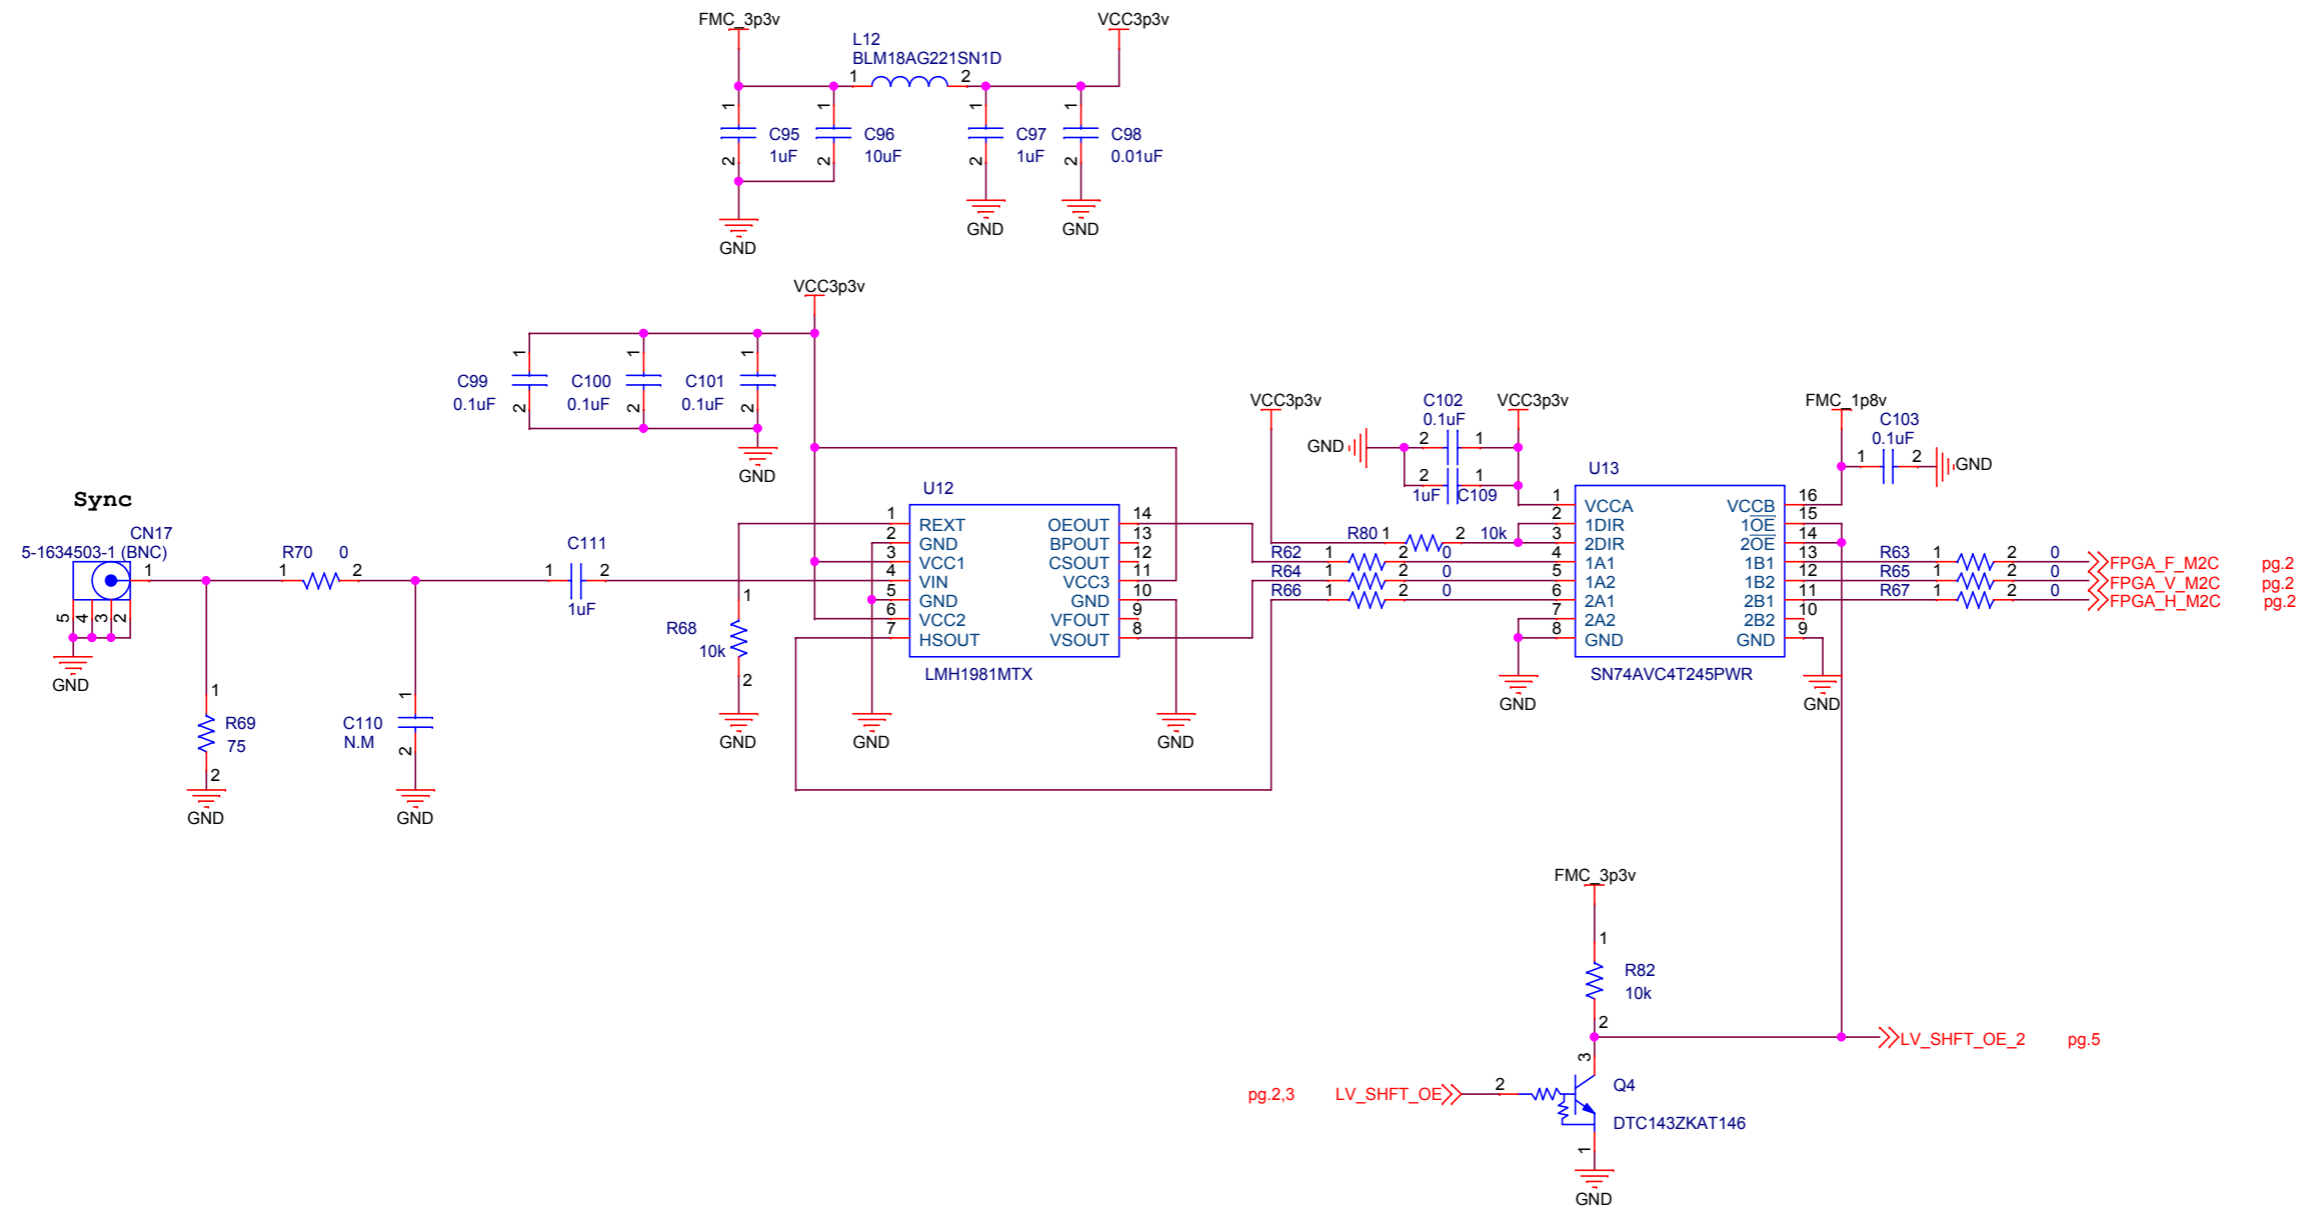 FMC_3p3v
VCC3p3v
L12
BLM18AG221SN1D
1 2
1 1 1 1
C95 C96 C97 C98
1uF 10uF 1uF 0.01uF
2 2 2 2
GND GND
GND
VCC3p3v
1 1 1
C99 C100 C101
0.1uF 0.1uF 0.1uF
2 2 2
GND
VCC3p3v
C102
0.1uF
VCC3p3v
FMC_1p8v
C103
0.1uF
GND
2 1
2 1
1uF C109
1 2
GND
Sync
CN17
5-1634503-1 (BNC)
1
5 4 3 2
GND
R70 0
1 2
C111
1 2
1uF
1
R69
75
2
GND
1
C110
N.M
2
GND
1
R68
10k
2
GND
U12
1 REXT OEOUT 14
2 GND BPOUT 13
3 VCC1 CSOUT 12
4 VIN VCC3 11
5 GND GND 10
6 VCC2 VFOUT 9
7 HSOUT VSOUT 8
LMH1981MTX
GND
GND
R80 1 2 10k
R62 1 2 0
R64 1 2 0
R66 1 2 0
U13
1 VCCA VCCB 16
2 1DIR 1OE 15
3 2DIR 2OE 14
4 1A1 1B1 13
5 1A2 1B2 12
6 2A1 2B1 11
7 2A2 2B2 10
8 GND GND 9
SN74AVC4T245PWR
GND
GND
R63 1 2 0 FPGA_F_M2C pg.2
R65 1 2 0 FPGA_V_M2C pg.2
R67 1 2 0 FPGA_H_M2C pg.2
FMC_3p3v
1
R82
10k
2
LV_SHFT_OE_2 pg.5
3
pg.2,3 LV_SHFT_OE 2
Q4
DTC143ZKAT146
1
GND